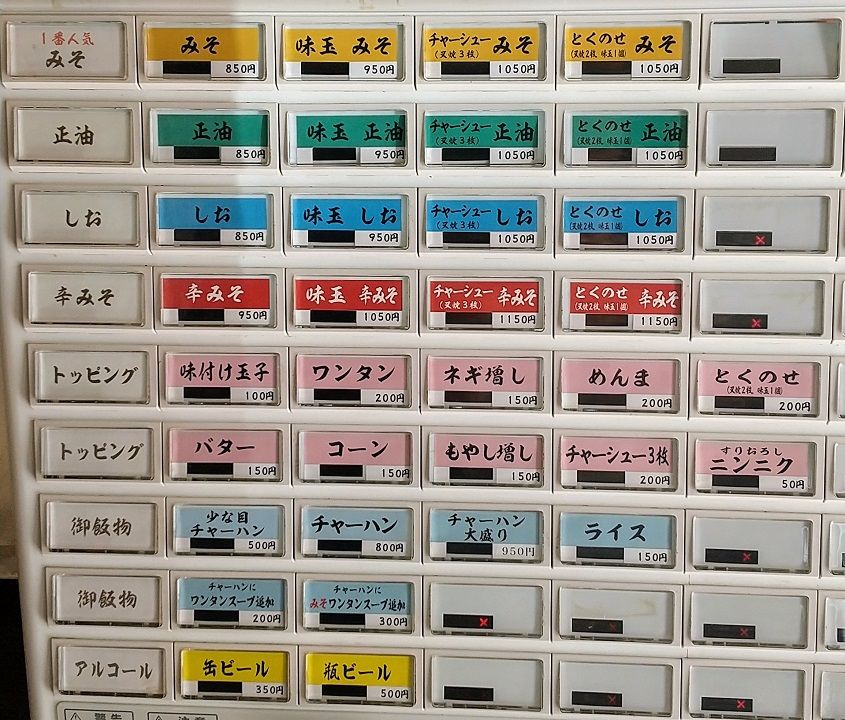 1番人気
みそ
みそ
850円
味玉 みそ
950円
チャーシュー みそ
(叉焼3枚)
1050円
とくのせ みそ
(叉焼2枚 味玉1個)
1050円
正油
正油
850円
味玉 正油
950円
チャーシュー 正油
(叉焼3枚)
1050円
とくのせ 正油
(叉焼2枚 味玉1個)
1050円
しお
しお
850円
味玉 しお
950円
チャーシュー しお
(叉焼3枚)
1050円
とくのせ しお
(叉焼2枚 味玉1個)
1050円
×
辛みそ
辛みそ
950円
味玉 辛みそ
1050円
チャーシュー 辛みそ
(叉焼3枚)
1150円
とくのせ 辛みそ
(叉焼2枚 味玉1個)
1150円
×
トッピング
味付け玉子
100円
ワンタン
200円
ネギ増し
150円
めんま
200円
とくのせ
(叉焼2枚 味玉1個)
200円
トッピング
バター
150円
コーン
150円
もやし増し
150円
チャーシュー3枚
200円
すりおろし
ニンニク
50円
御飯物
少な目
チャーハン
500円
チャーハン
800円
チャーハン
大盛り
950円
ライス
150円
×
御飯物
チャーハンに
ワンタンスープ追加
200円
チャーハンに
みそワンタンスープ追加
300円
×
×
×
アルコール
缶ビール
350円
瓶ビール
500円
×
×
警告
注意